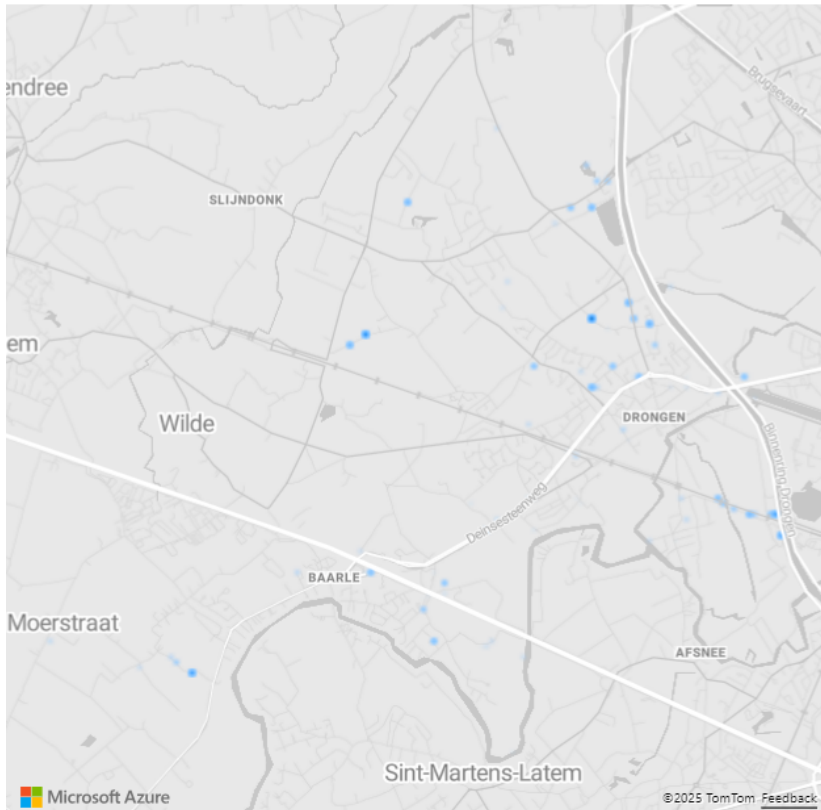 endree
Brugsevaart
SLIJNDONK
em
Wilde
DRONGEN
Binnenring Drongen
Deinsesteenweg
BAARLE
Moerstraat
AFSNEE
Sint-Martens-Latem
Microsoft Azure
©2025 TomTom Feedback